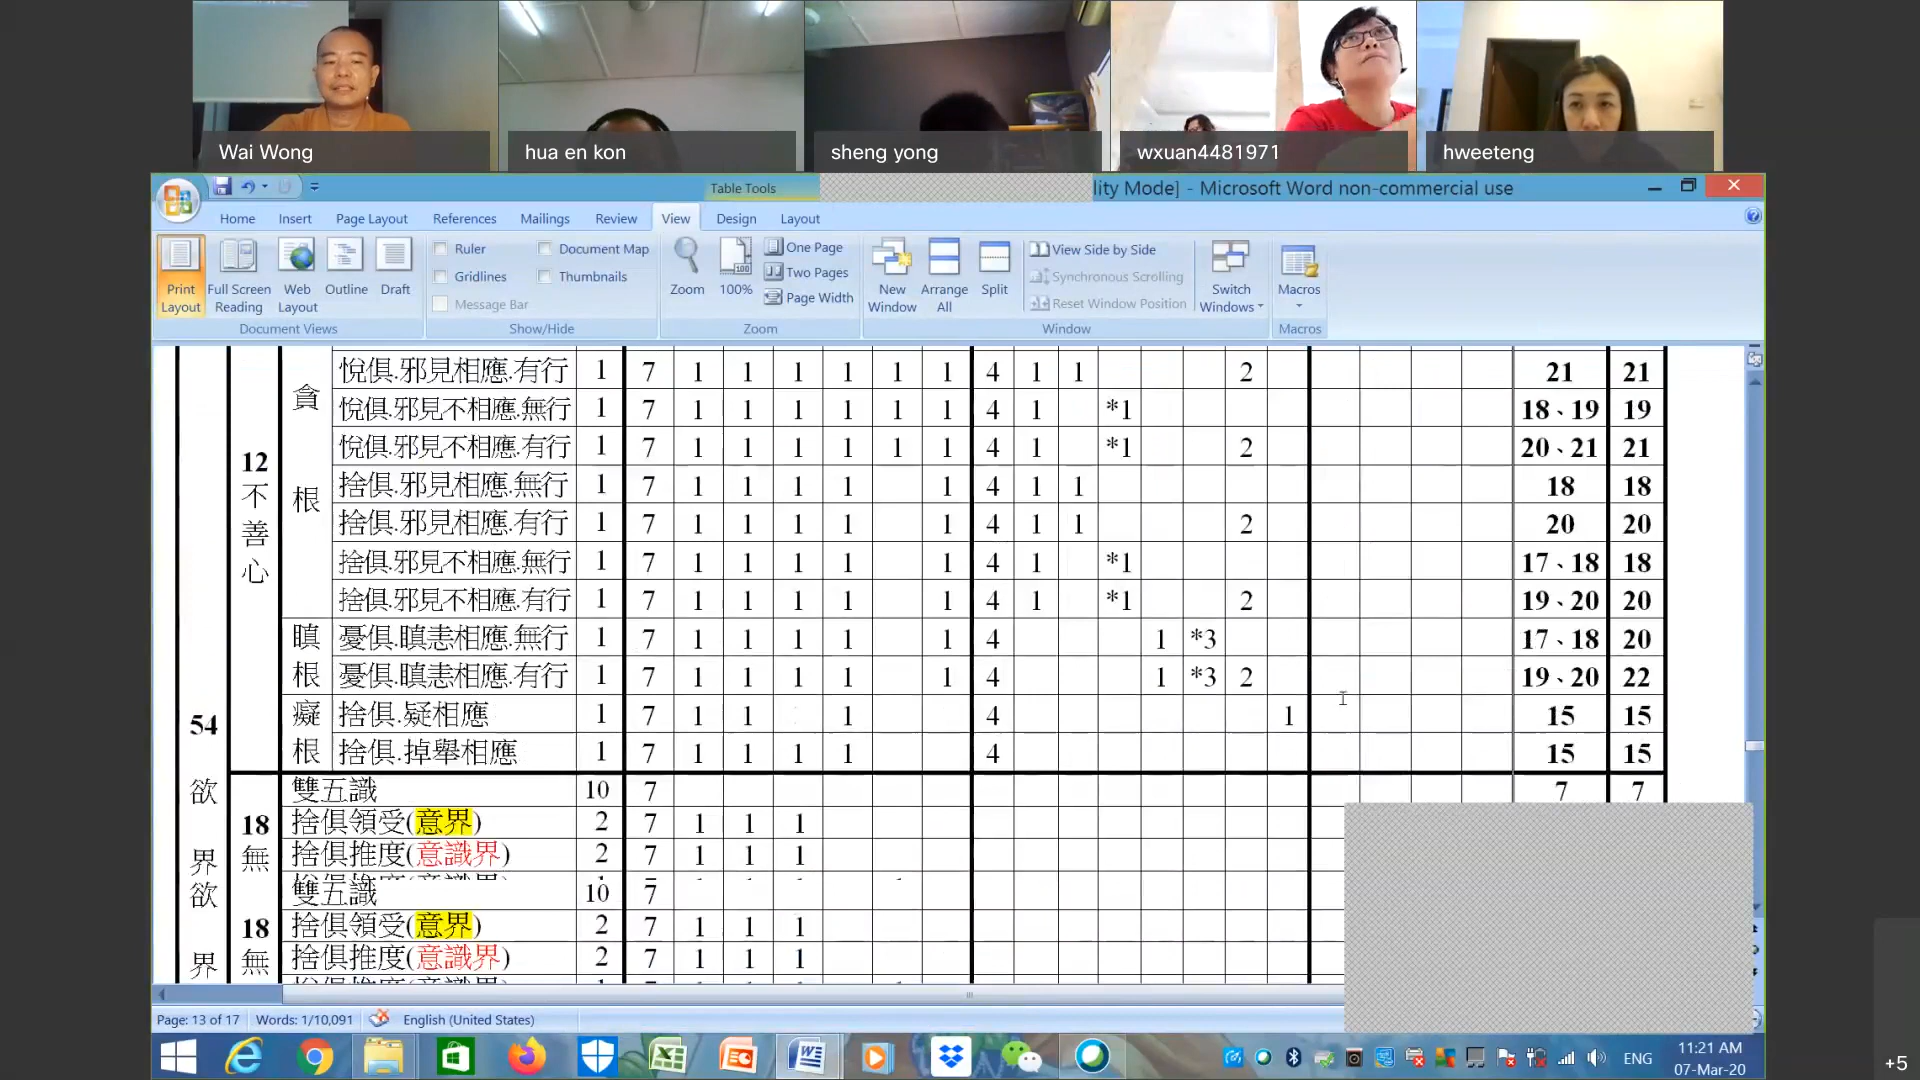 Wai Wong
hua en kon
sheng yong
wxuan4481971
hweeteng
Table Tools
lity Mode] - Microsoft Word non-commercial use
Home Insert Page Layout References Mailings Review View Design Layout
Print Layout
Full Screen Reading
Web Layout
Outline
Draft
Document Views
Ruler
Gridlines
Message Bar
Document Map
Thumbnails
Show/Hide
Zoom
100%
One Page
Two Pages
Page Width
Zoom
New Window
Arrange All
Split
View Side by Side
Synchronous Scrolling
Reset Window Position
Switch Windows
Window
Macros
Macros
54
欲
界
欲
界
12
不
善
心
貪
根
悅俱.邪見相應.有行 1 7 1 1 1 1 1 1 4 1 1 2 21 21
悅俱.邪見不相應.無行 1 7 1 1 1 1 1 1 4 1 *1 18、19 19
悅俱.邪見不相應.有行 1 7 1 1 1 1 1 1 4 1 *1 2 20、21 21
捨俱.邪見相應.無行 1 7 1 1 1 1 1 4 1 1 18 18
捨俱.邪見相應.有行 1 7 1 1 1 1 1 4 1 1 2 20 20
捨俱.邪見不相應.無行 1 7 1 1 1 1 1 4 1 *1 17、18 18
捨俱.邪見不相應.有行 1 7 1 1 1 1 1 4 1 *1 2 19、20 20
瞋 憂俱.瞋恚相應.無行 1 7 1 1 1 1 1 4 1 *3 17、18 20
根 憂俱.瞋恚相應.有行 1 7 1 1 1 1 1 4 1 *3 2 19、20 22
癡 捨俱.疑相應 1 7 1 1 1 4 1 15 15
根 捨俱.掉舉相應 1 7 1 1 1 1 4 15 15
雙五識 10 7 7 7
18 捨俱領受(意界) 2 7 1 1 1
無 捨俱推度(意識界) 2 7 1 1 1
雙五識 10 7
18 捨俱領受(意界) 2 7 1 1 1
無 捨俱推度(意識界) 2 7 1 1 1
Page: 13 of 17 Words: 1/10,091 English (United States)
ENG
11:21 AM
07-Mar-20
+5